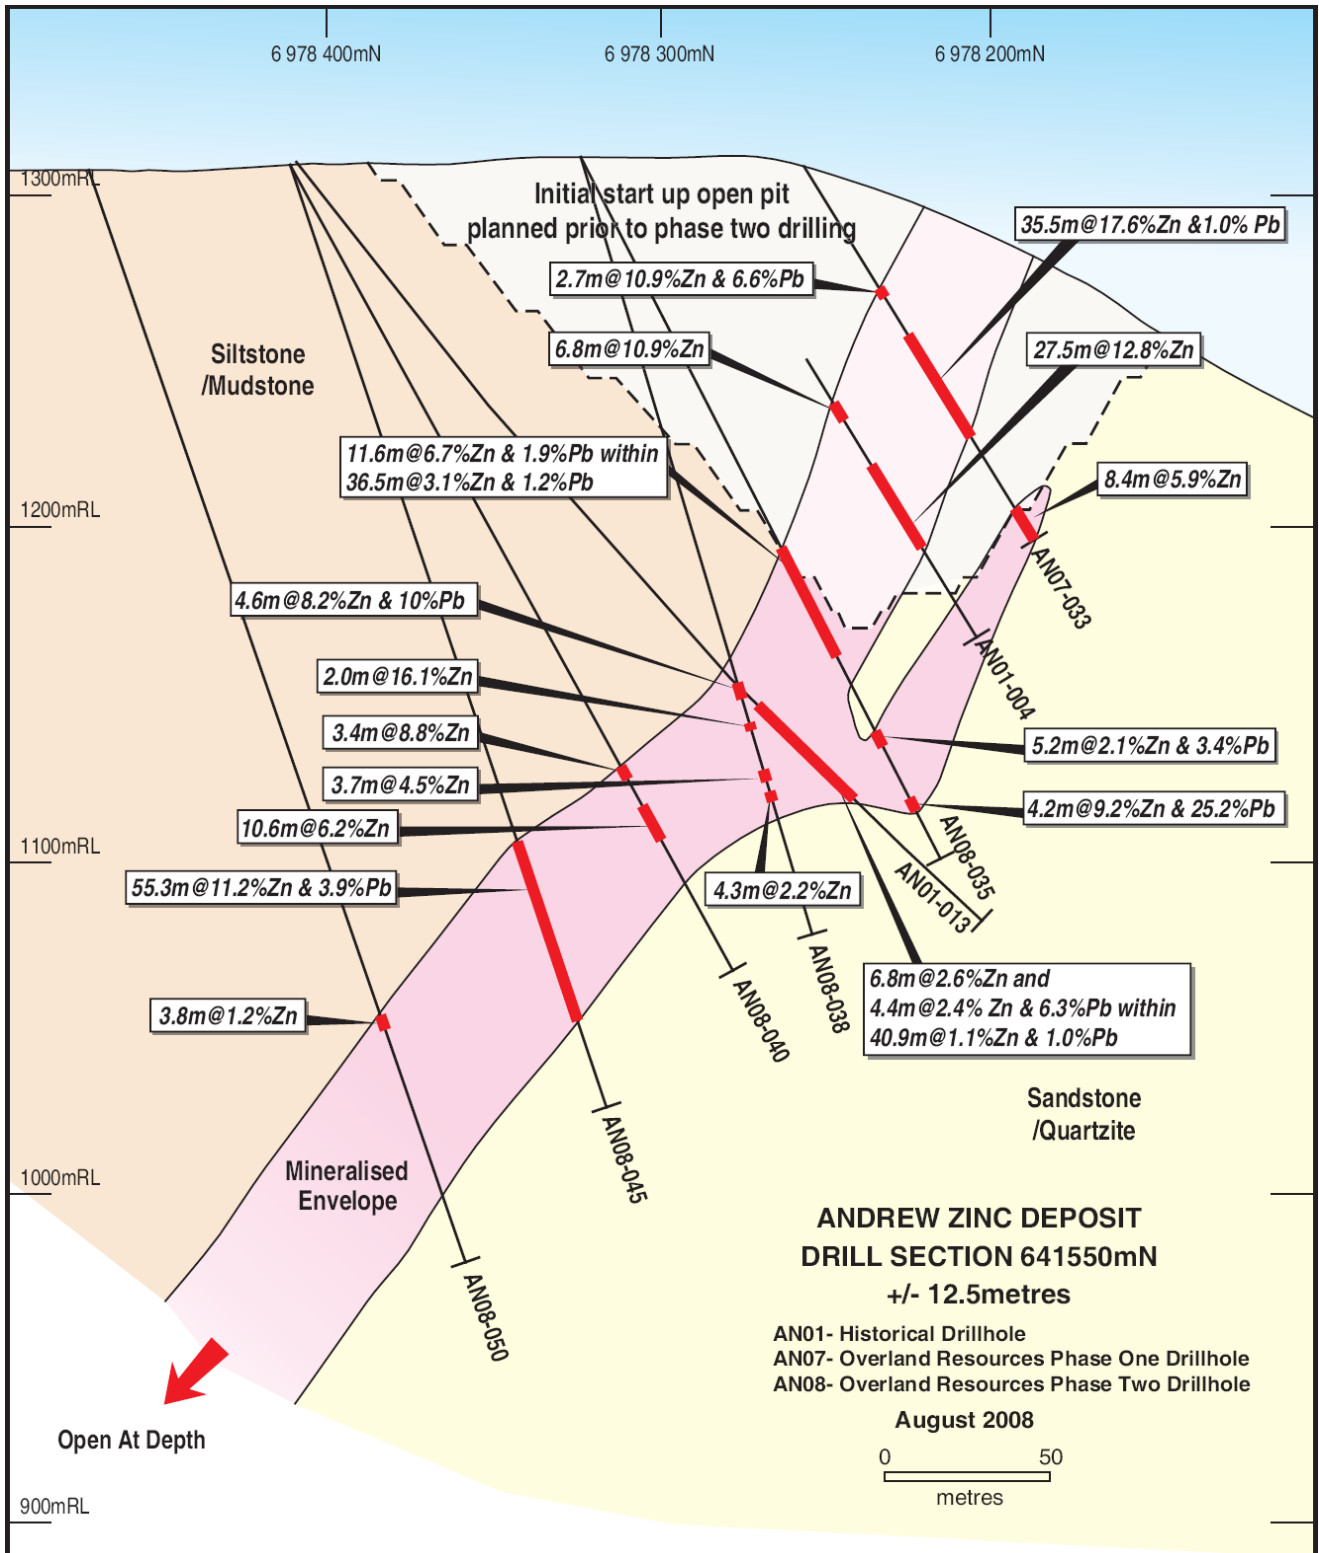 6 978 400mN
6 978 300mN
6 978 200mN
1300mRL
Initial start up open pit
planned prior to phase two drilling
35.5m@17.6%Zn &1.0% Pb
2.7m@10.9%Zn & 6.6%Pb
6.8m@10.9%Zn
27.5m@12.8%Zn
Siltstone
/Mudstone
11.6m@6.7%Zn & 1.9%Pb within
36.5m@3.1%Zn & 1.2%Pb
8.4m@5.9%Zn
1200mRL
AN07-033
4.6m@8.2%Zn & 10%Pb
AN01-004
2.0m@16.1%Zn
3.4m@8.8%Zn
5.2m@2.1%Zn & 3.4%Pb
3.7m@4.5%Zn
4.2m@9.2%Zn & 25.2%Pb
10.6m@6.2%Zn
1100mRL
AN08-035
AN01-013
55.3m@11.2%Zn & 3.9%Pb
4.3m@2.2%Zn
AN08-038
AN08-040
6.8m@2.6%Zn and
4.4m@2.4% Zn & 6.3%Pb within
40.9m@1.1%Zn & 1.0%Pb
3.8m@1.2%Zn
Sandstone
/Quartzite
AN08-045
1000mRL
Mineralised
Envelope
AN08-050
ANDREW ZINC DEPOSIT
DRILL SECTION 641550mN
+/- 12.5metres
AN01- Historical Drillhole
AN07- Overland Resources Phase One Drillhole
AN08- Overland Resources Phase Two Drillhole
August 2008
0 50
metres
Open At Depth
900mRL